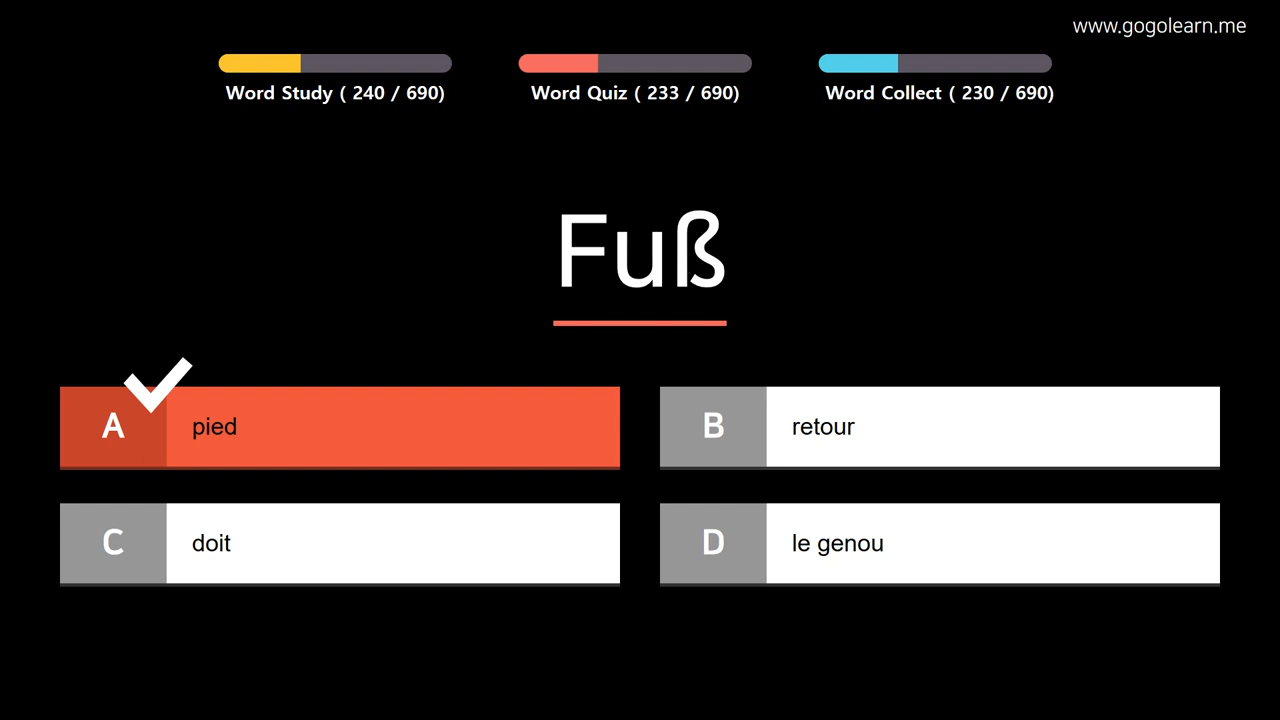 www.gogolearn.me
Word Study ( 240 / 690)
Word Quiz ( 233 / 690)
Word Collect ( 230 / 690)
Fuß
A pied
B retour
C doit
D le genou